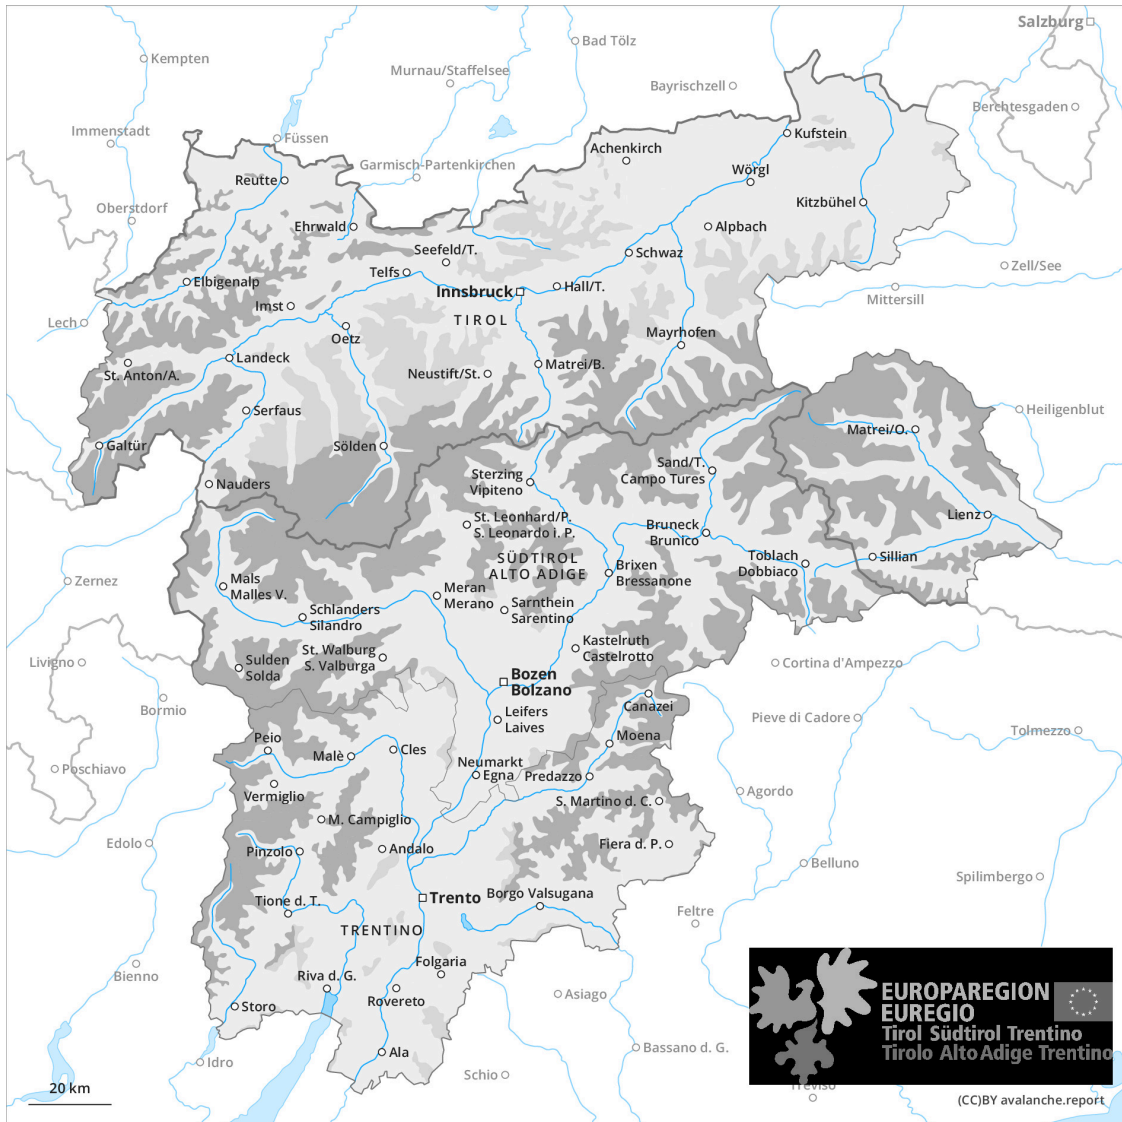 Salzburg
Bad Tölz
Kempten
Murnau/Staffelsee
Bayrischzell
Berchtesgaden
Immenstadt
Füssen
Kufstein
Achenkirch
Garmisch-Partenkirchen
Wörgl
Reutte
Oberstdorf
Kitzbühel
Ehrwald
Alpbach
Seefeld/T.
Schwaz
Zell/See
Telfs
Elbigenalp
Hall/T.
Innsbruck
Mittersill
Imst
Lech
TIROL
Oetz
Mayrhofen
Landeck
Matrei/B.
St. Anton/A.
Neustift/St.
Serfaus
Heiligenblut
Matrei/O.
Galtür
Sölden
Sand/T.
Campo Tures
Sterzing
Vipiteno
Nauders
Lienz
St. Leonhard/P.
S. Leonardo i. P.
Bruneck
Brunico
SÜDTIROL
ALTO ADIGE
Toblach
Dobbiaco
Sillian
Brixen
Bressanone
Zernez
Mals
Malles V.
Meran
Merano
Sarnthein
Sarentino
Schlanders
Silandro
Kastelruth
Castelrotto
St. Walburg
S. Valburga
Livigno
Sulden
Solda
Cortina d'Ampezzo
Bozen
Bolzano
Bormio
Canazei
Leifers
Laives
Pieve di Cadore
Tolmezzo
Peio
Moena
Malè
Cles
Neumarkt
Egna
Predazzo
Poschiavo
Agordo
Vermiglio
S. Martino d. C.
M. Campiglio
Edolo
Pinzolo
Andalo
Fiera d. P.
Belluno
Spilimbergo
Borgo Valsugana
Trento
Tione d. T.
Feltre
TRENTINO
Folgaria
Bienno
Riva d. G.
Asiago
Rovereto
Storo
EUROPAREGION
EUREGIO
Tirol Südtirol Trentino
Tirolo Alto Adige Trentino
Bassano d. G.
Ala
Idro
Schio
Treviso
20 km
(CC)BY avalanche.report